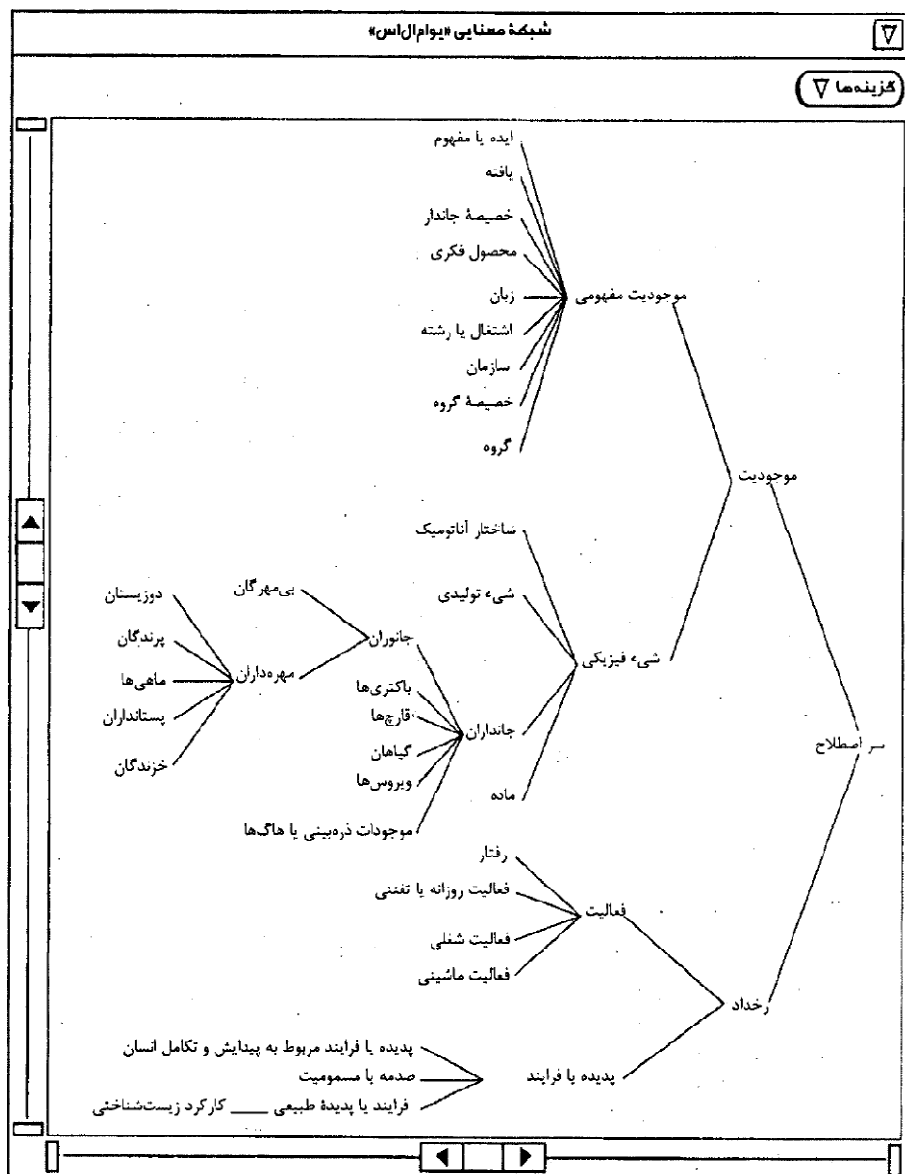 شبکهٔ معنایی «یوام‌ال‌اس»
گزینه‌ها
ایده یا مفهوم
یافته
خصیصهٔ جاندار
محصول فکری
موجودیت مفهومی
زبان
اشتغال یا رشته
سازمان
خصیصهٔ گروه
گروه
موجودیت
ساختار آناتومیک
شیء تولیدی
بی‌مهرگان
دوزیستان
جانوران
پرندگان
شیء فیزیکی
مهره‌داران
ماهی‌ها
باکتری‌ها
قارچ‌ها
پستانداران
جانداران
گیاهان
خزندگان
ویروس‌ها
سر اصطلاح
ماده
موجودات ذره‌بینی یا هاگ‌ها
رفتار
فعالیت روزانه یا تفننی
فعالیت
فعالیت شغلی
فعالیت ماشینی
رخداد
پدیده یا فرایند مربوط به پیدایش و تکامل انسان
پدیده یا فرایند
صدمه یا مسمومیت
فرایند یا پدیدهٔ طبیعی ____ کارکرد زیست‌شناختی